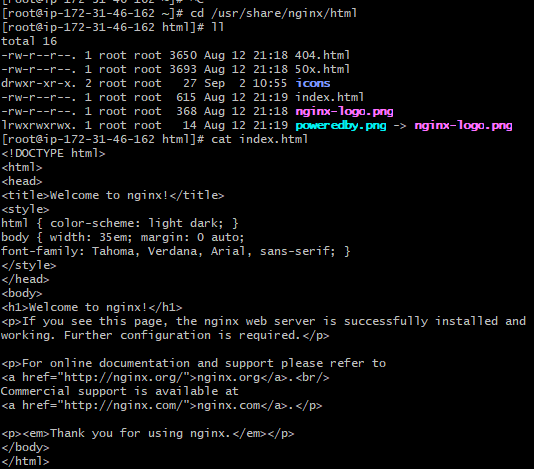 [root@ip-172-31-46-162 ~]# ^C
[root@ip-172-31-46-162 ~]# cd /usr/share/nginx/html
[root@ip-172-31-46-162 html]# ll
total 16
-rw-r--r--. 1 root root 3650 Aug 12 21:18 404.html
-rw-r--r--. 1 root root 3693 Aug 12 21:18 50x.html
drwxr-xr-x. 2 root root   27 Sep  2 10:55 icons
-rw-r--r--. 1 root root  615 Aug 12 21:19 index.html
-rw-r--r--. 1 root root  368 Aug 12 21:18 nginx-logo.png
lrwxrwxrwx. 1 root root   14 Aug 12 21:19 poweredby.png -> nginx-logo.png
[root@ip-172-31-46-162 html]# cat index.html
<!DOCTYPE html>
<html>
<head>
<title>Welcome to nginx!</title>
<style>
html { color-scheme: light dark; }
body { width: 35em; margin: 0 auto;
font-family: Tahoma, Verdana, Arial, sans-serif; }
</style>
</head>
<body>
<h1>Welcome to nginx!</h1>
<p>If you see this page, the nginx web server is successfully installed and
working. Further configuration is required.</p>

<p>For online documentation and support please refer to
<a href="http://nginx.org/">nginx.org</a>.<br/>
Commercial support is available at
<a href="http://nginx.com/">nginx.com</a>.</p>

<p><em>Thank you for using nginx.</em></p>
</body>
</html>